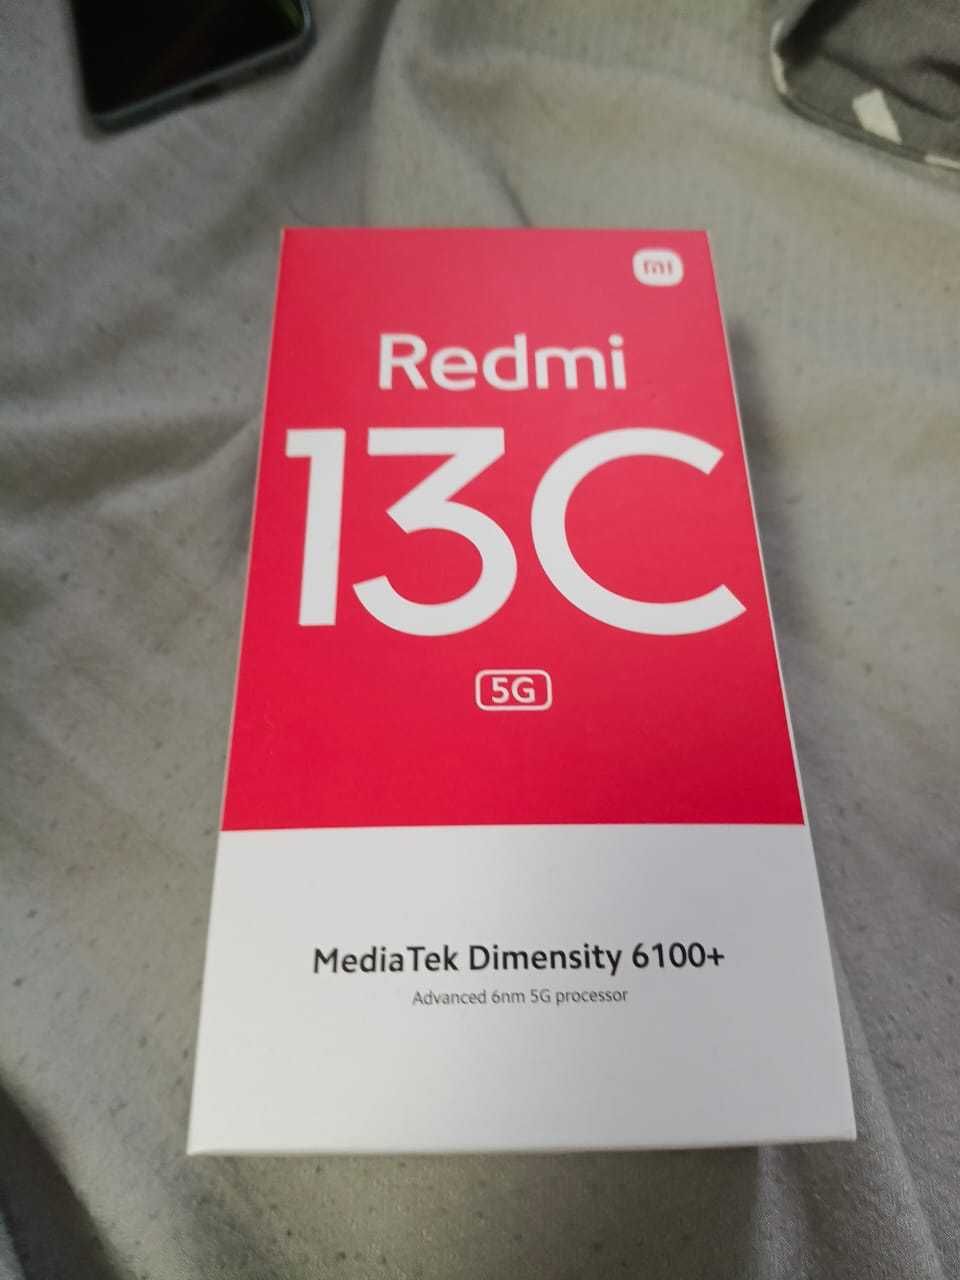 mi
Redmi
13C
5G
MediaTek Dimensity 6100+
Advanced 6nm 5G processor